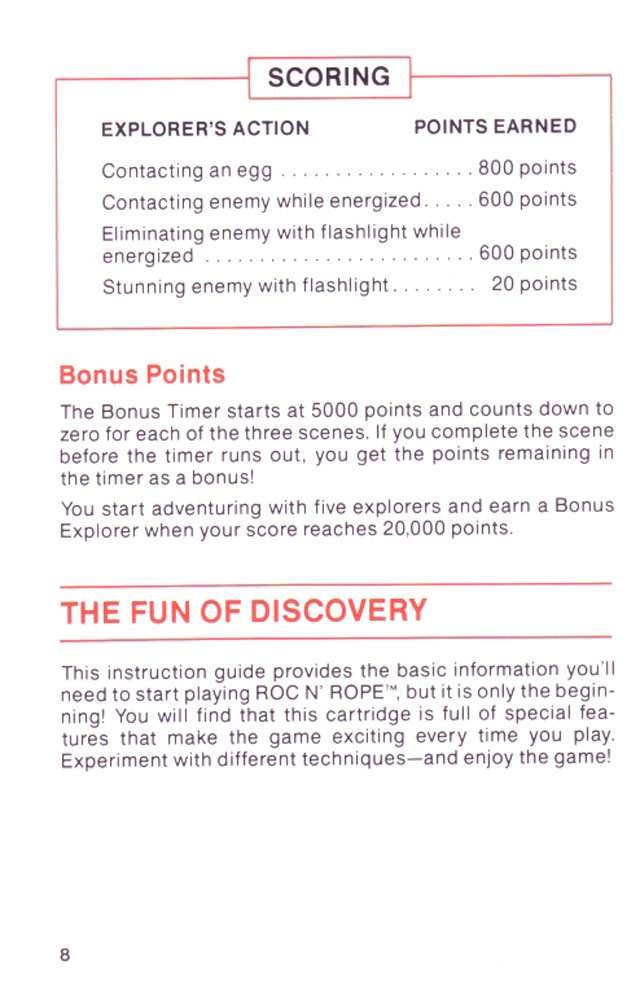 SCORING
EXPLORER'S ACTION POINTS EARNED
Contacting an egg . . . . . . . . . . . . . . . . . . 800 points
Contacting enemy while energized. . . . . 600 points
Eliminating enemy with flashlight while
energized . . . . . . . . . . . . . . . . . . . . . . . . . 600 points
Stunning enemy with flashlight. . . . . . . . 20 points
Bonus Points
The Bonus Timer starts at 5000 points and counts down to
zero for each of the three scenes. If you complete the scene
before the timer runs out, you get the points remaining in
the timer as a bonus!
You start adventuring with five explorers and earn a Bonus
Explorer when your score reaches 20,000 points.
THE FUN OF DISCOVERY
This instruction guide provides the basic information you'll
need to start playing ROC N' ROPE™, but it is only the begin-
ning! You will find that this cartridge is full of special fea-
tures that make the game exciting every time you play.
Experiment with different techniques—and enjoy the game!
8